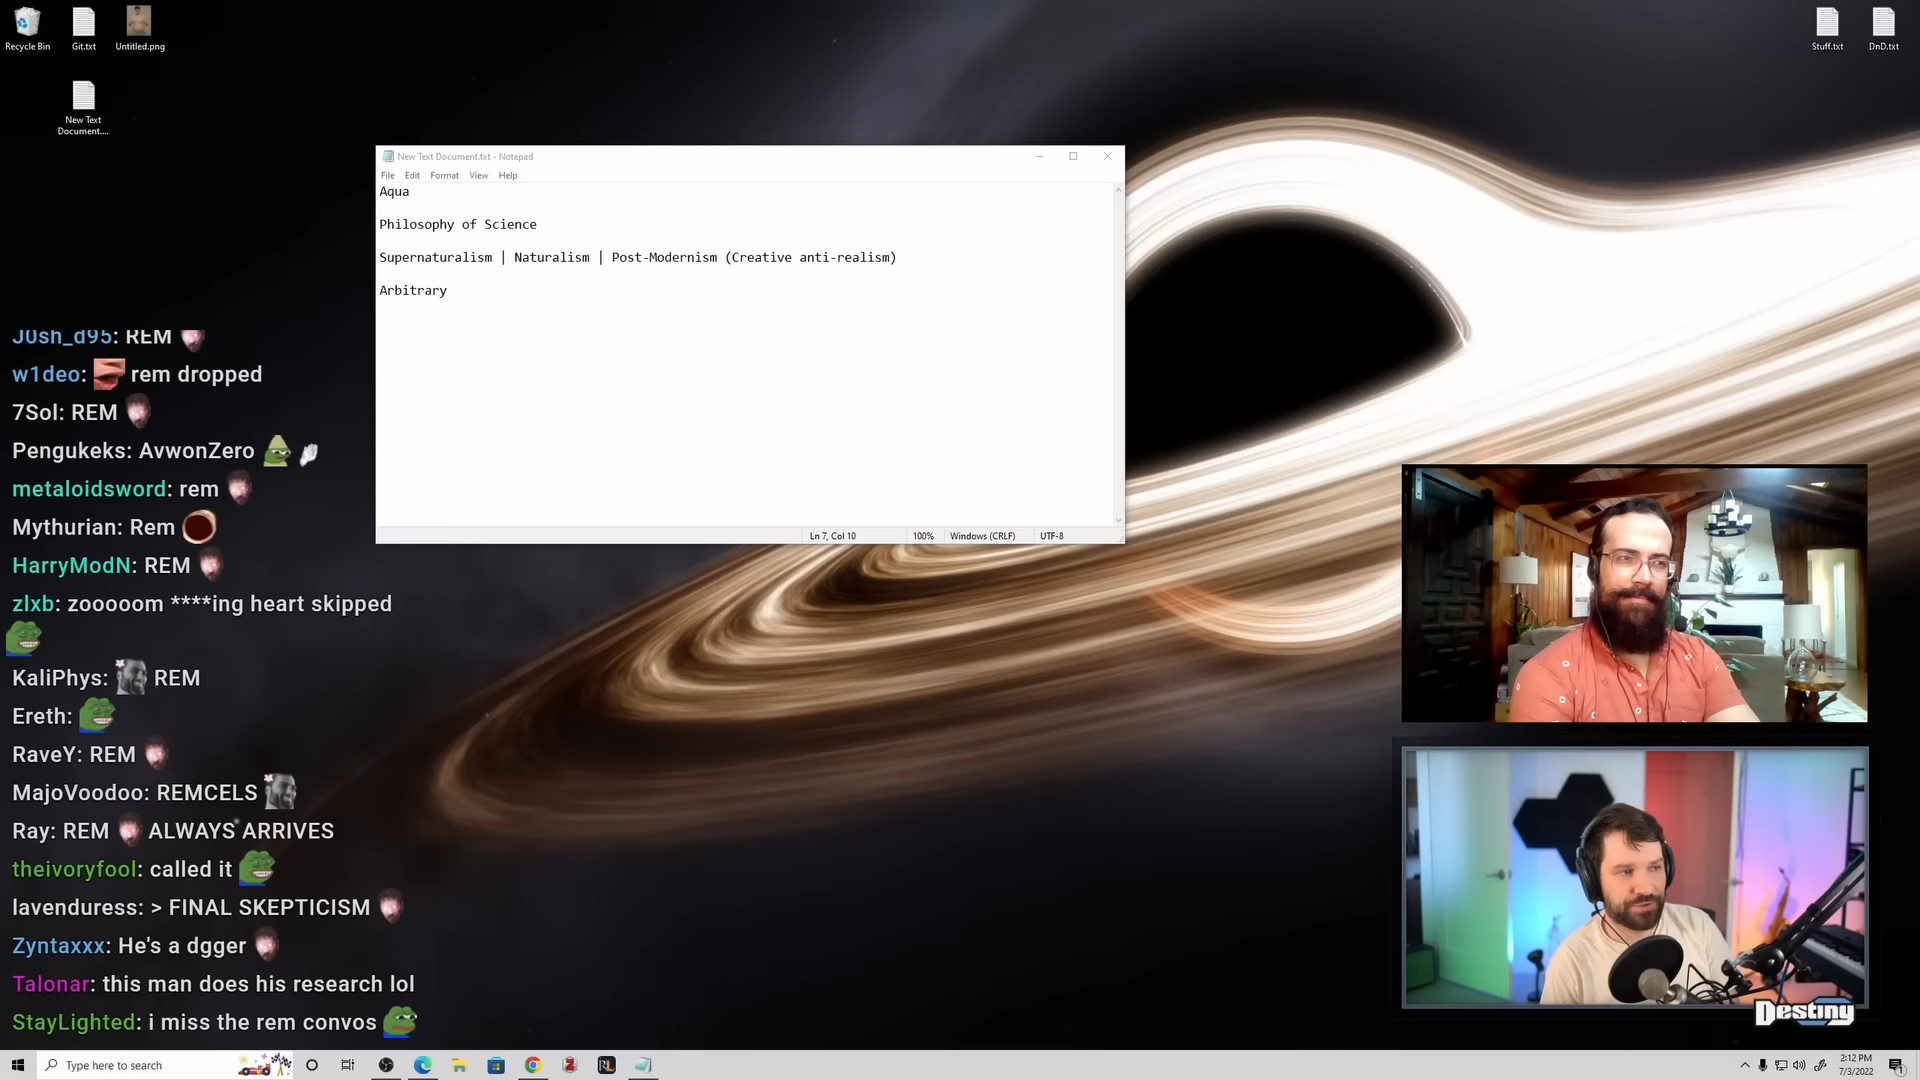 Recycle Bin
Git.txt
Untitled.png
New Text
Document....
Stuff.txt
DnD.txt
New Text Document.txt - Notepad
File Edit Format View Help
Aqua
Philosophy of Science
Supernaturalism | Naturalism | Post-Modernism (Creative anti-realism)
Arbitrary
Ln 7, Col 10 100% Windows (CRLF) UTF-8
J0sh_d95: REM
w1deo: rem dropped
7Sol: REM
Pengukeks: AvwonZero
metaloidsword: rem
Mythurian: Rem
HarryModN: REM
zlxb: zooooom ****ing heart skipped
KaliPhys: REM
Ereth:
RaveY: REM
MajoVoodoo: REMCELS
Ray: REM ALWAYS ARRIVES
theivoryfool: called it
lavenduress: > FINAL SKEPTICISM
Zyntaxxx: He's a dgger
Talonar: this man does his research lol
StayLighted: i miss the rem convos
Destiny
Type here to search
2:12 PM
7/3/2022